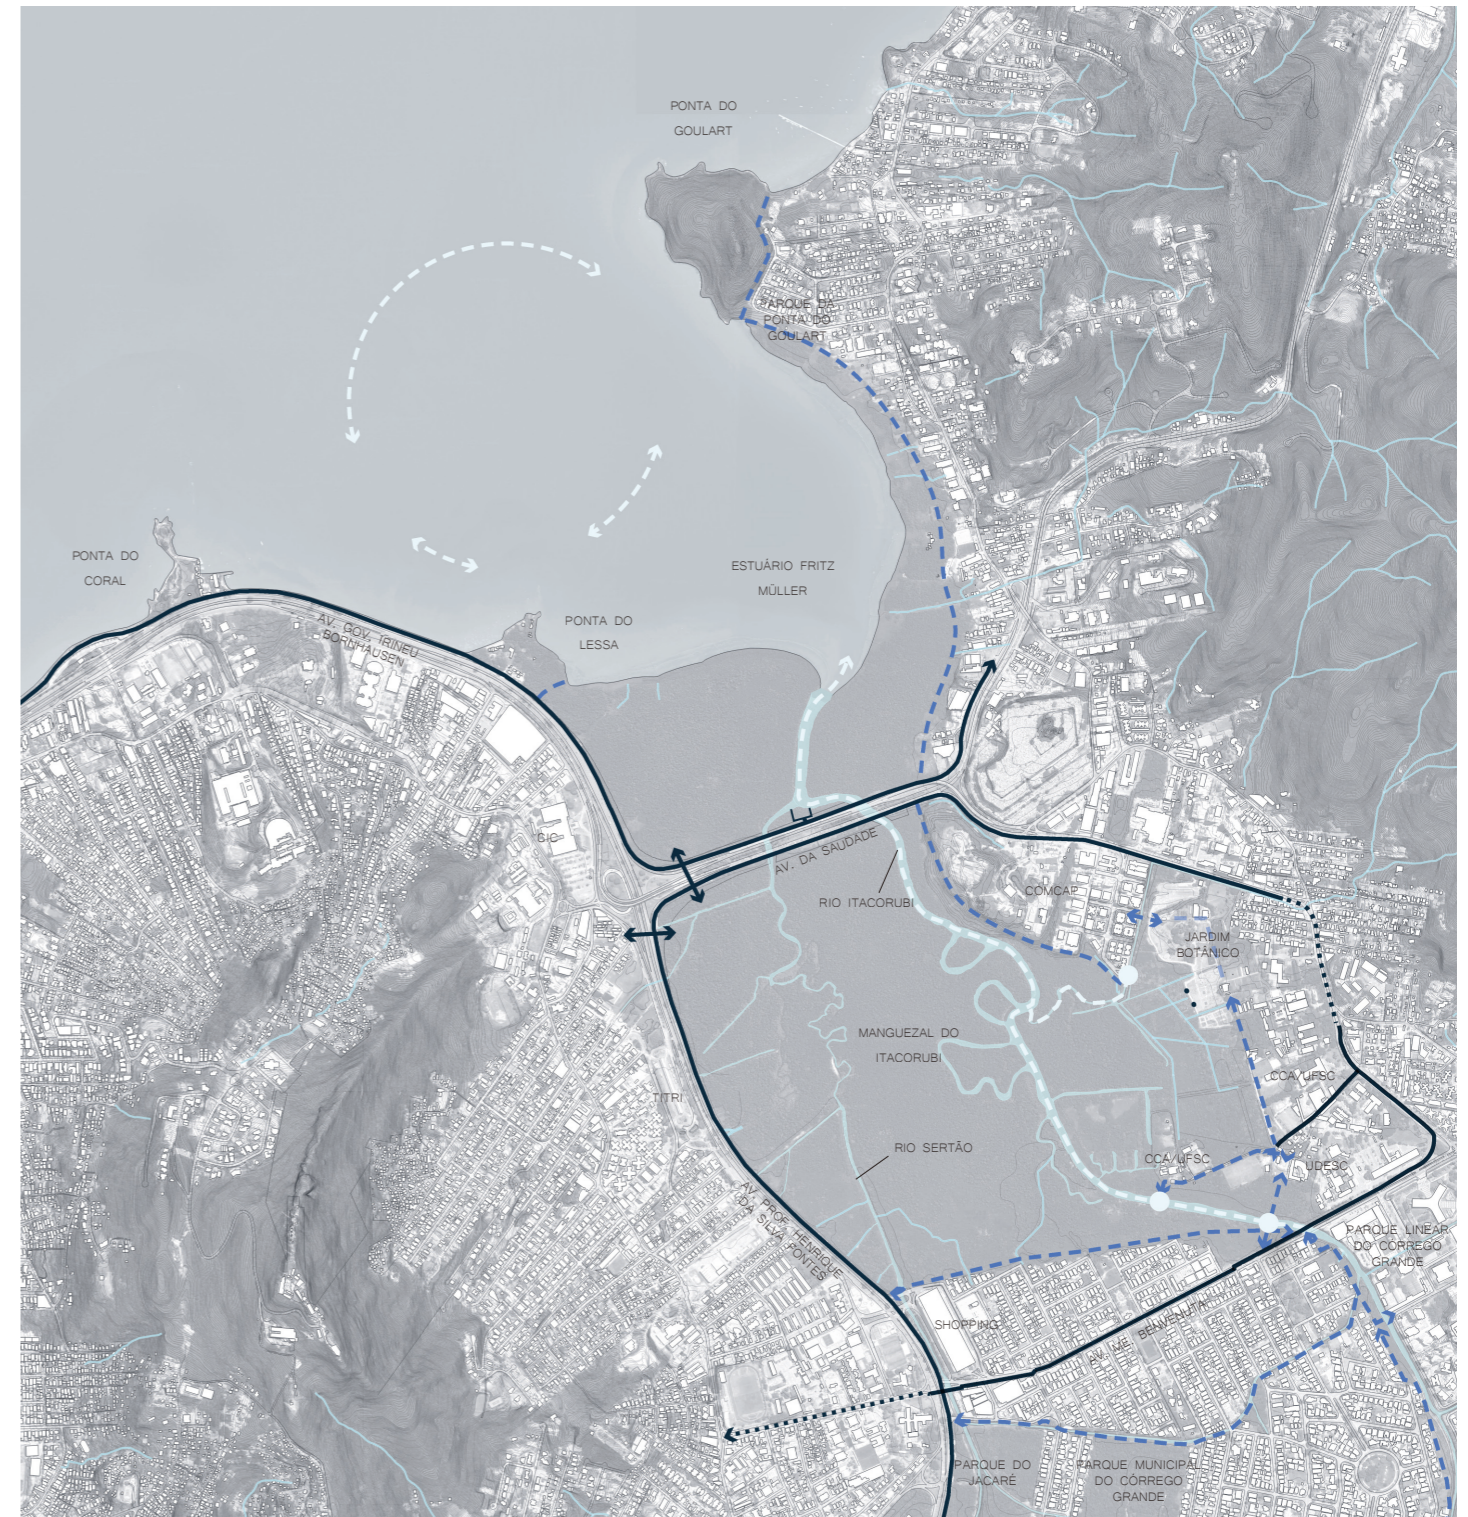 PONTA DO
GOULART
PARQUE DA
PONTA DO
GOULART
PONTA DO
CORAL
ESTUÁRIO FRITZ
MÜLLER
PONTA DO
LESSA
AV. GOV. IRINEU
BORNHAUSEN
CIC
AV. DA SAUDADE
RIO ITACORUBI
COMCAP
JARDIM
BOTÂNICO
MANGUEZAL DO
ITACORUBI
TITRI
CCA/UFSC
RIO SERTÃO
CCA/UFSC
UDESC
AV. PROF. HENRIQUE
DA SILVA FONTES
PARQUE LINEAR
DO CÓRREGO
GRANDE
SHOPPING
AV. ME. BENVENUTA
PARQUE DO
JACARÉ
PARQUE MUNICIPAL
DO CÓRREGO
GRANDE